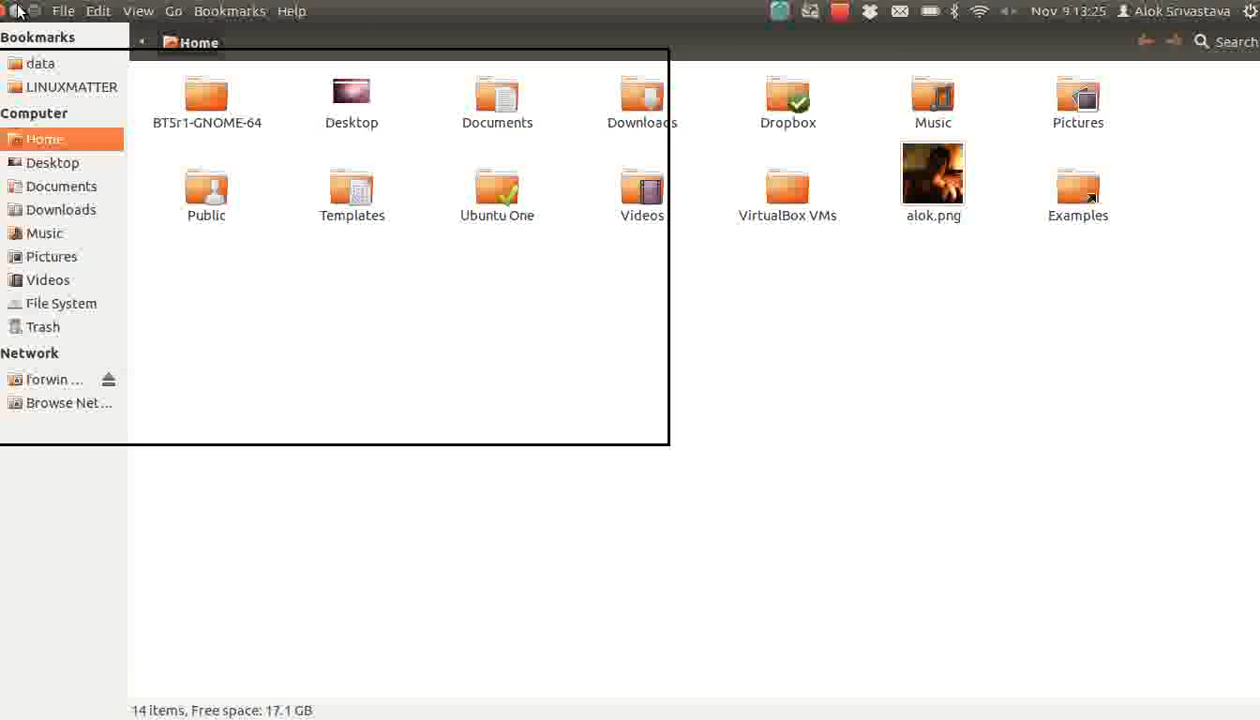 File Edit View Go Bookmarks Help
Nov 9 13:25 Alok Srivastava
Bookmarks
data
LINUXMATTER
Computer
Home
Desktop
Documents
Downloads
Music
Pictures
Videos
File System
Trash
Network
forwin ...
Browse Net...
Home
Search
BT5r1-GNOME-64 Desktop Documents Downloads Dropbox Music Pictures
Public Templates Ubuntu One Videos VirtualBox VMs alok.png Examples
14 items, Free space: 17.1 GB